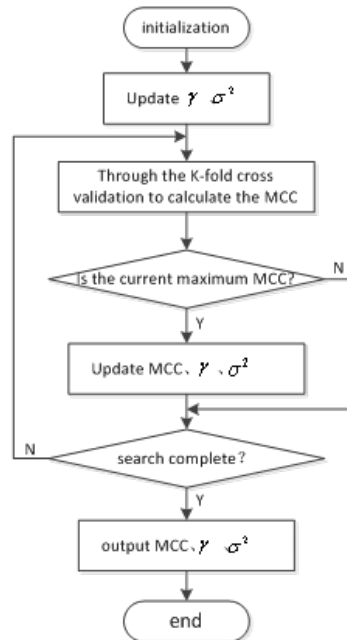 initialization
Update γ σ²
Through the K-fold cross
validation to calculate the MCC
Is the current maximum MCC?
N
Y
Update MCC、γ、σ²
N
search complete？
Y
output MCC、γ σ²
end